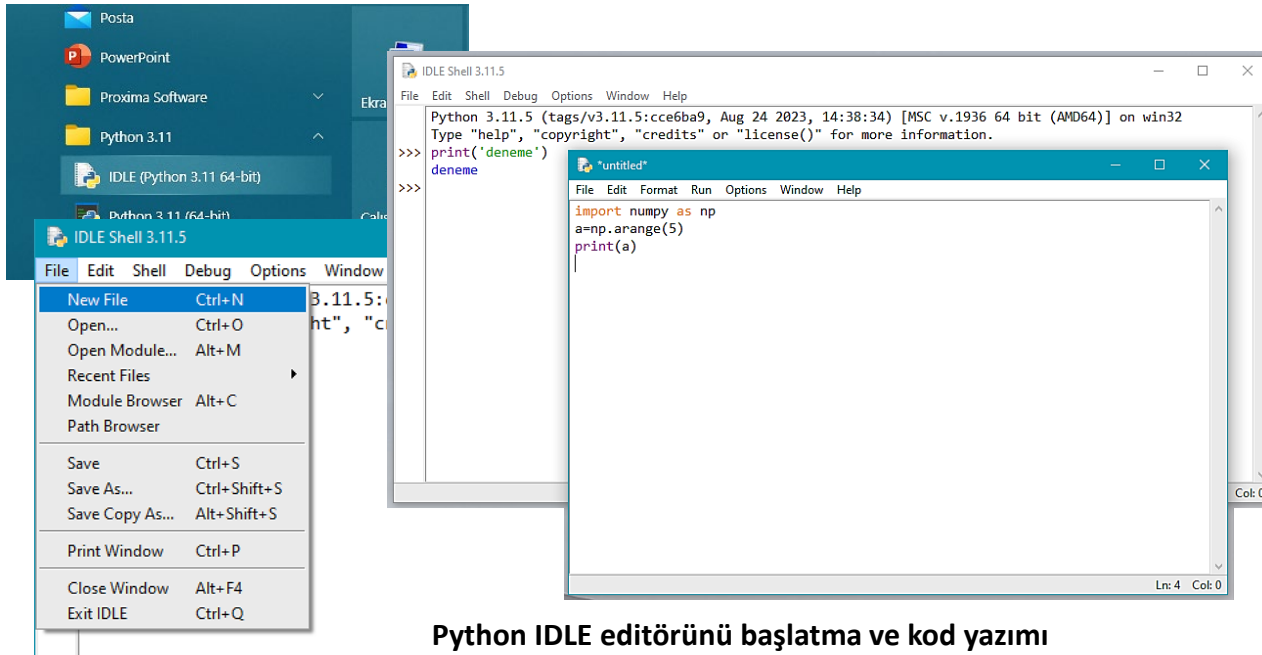 Posta
PowerPoint
Proxima Software
Ekra
Python 3.11
IDLE (Python 3.11 64-bit)
Python 3.11 (64-bit)
IDLE Shell 3.11.5
File Edit Shell Debug Options Window
New File Ctrl+N
Open... Ctrl+O
Open Module... Alt+M
Recent Files
Module Browser Alt+C
Path Browser
Save Ctrl+S
Save As... Ctrl+Shift+S
Save Copy As... Alt+Shift+S
Print Window Ctrl+P
Close Window Alt+F4
Exit IDLE Ctrl+Q
3.11.5:
ht", "c
IDLE Shell 3.11.5
File Edit Shell Debug Options Window Help
Python 3.11.5 (tags/v3.11.5:cce6ba9, Aug 24 2023, 14:38:34) [MSC v.1936 64 bit (AMD64)] on win32
Type "help", "copyright", "credits" or "license()" for more information.
>>> print('deneme')
deneme
>>>
Col: 0
*untitled*
File Edit Format Run Options Window Help
import numpy as np
a=np.arange(5)
print(a)
Ln: 4 Col: 0
Python IDLE editörünü başlatma ve kod yazımı